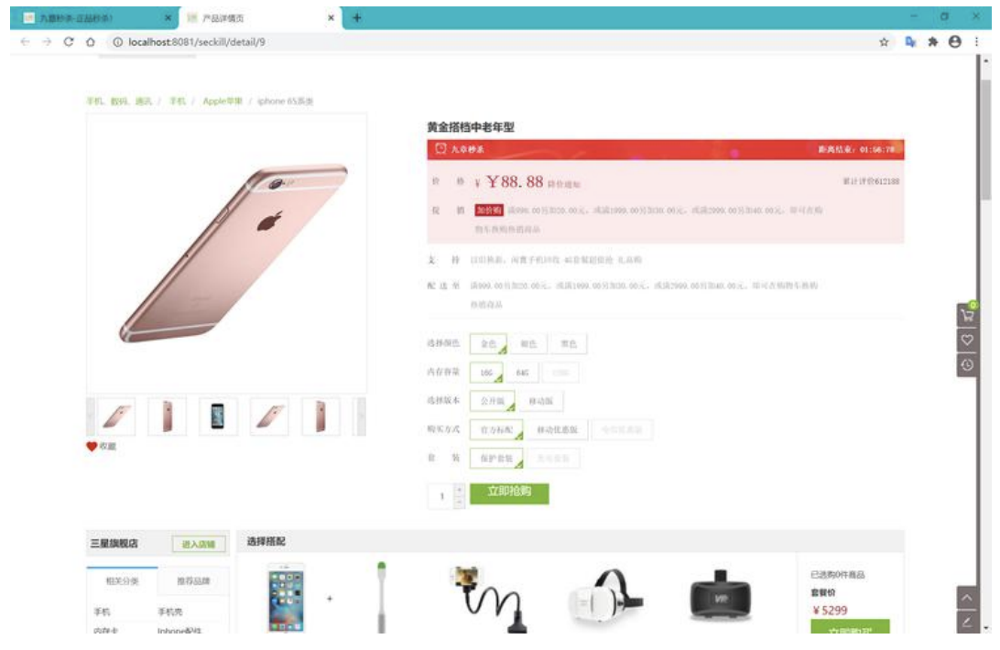 九章秒杀-正品秒杀！
产品详情页
localhost:8081/seckill/detail/9
手机、数码、通讯 / 手机 / Apple苹果 / iphone 6S系类
黄金搭档中老年型
九章秒杀
距离结束：01:56:78
价 格 ¥ ￥88.88 降价通知
累计评价612188
促 销 加价购 满999.00另加20.00元，或满1999.00另加30.00元，或满2999.00另加40.00元，即可在购
物车换购热销商品
支 持 以旧换新，闲置手机回收 4G套餐超值抢 礼品购
配 送 至 满999.00另加20.00元，或满1999.00另加30.00元，或满2999.00另加40.00元，即可在购物车换购
热销商品
选择颜色 金色 银色 黑色
内存容量 16G 64G
选择版本 公开版 移动版
购买方式 官方标配 移动优惠版 电信优惠版
套 装 保护套装
收藏
1 立即抢购
三星旗舰店 进入店铺
选择搭配
相关分类 推荐品牌
手机 手机壳
内存卡 Iphone配件
+
VR
已选购0件商品
套餐价
￥5299
立即购买
0